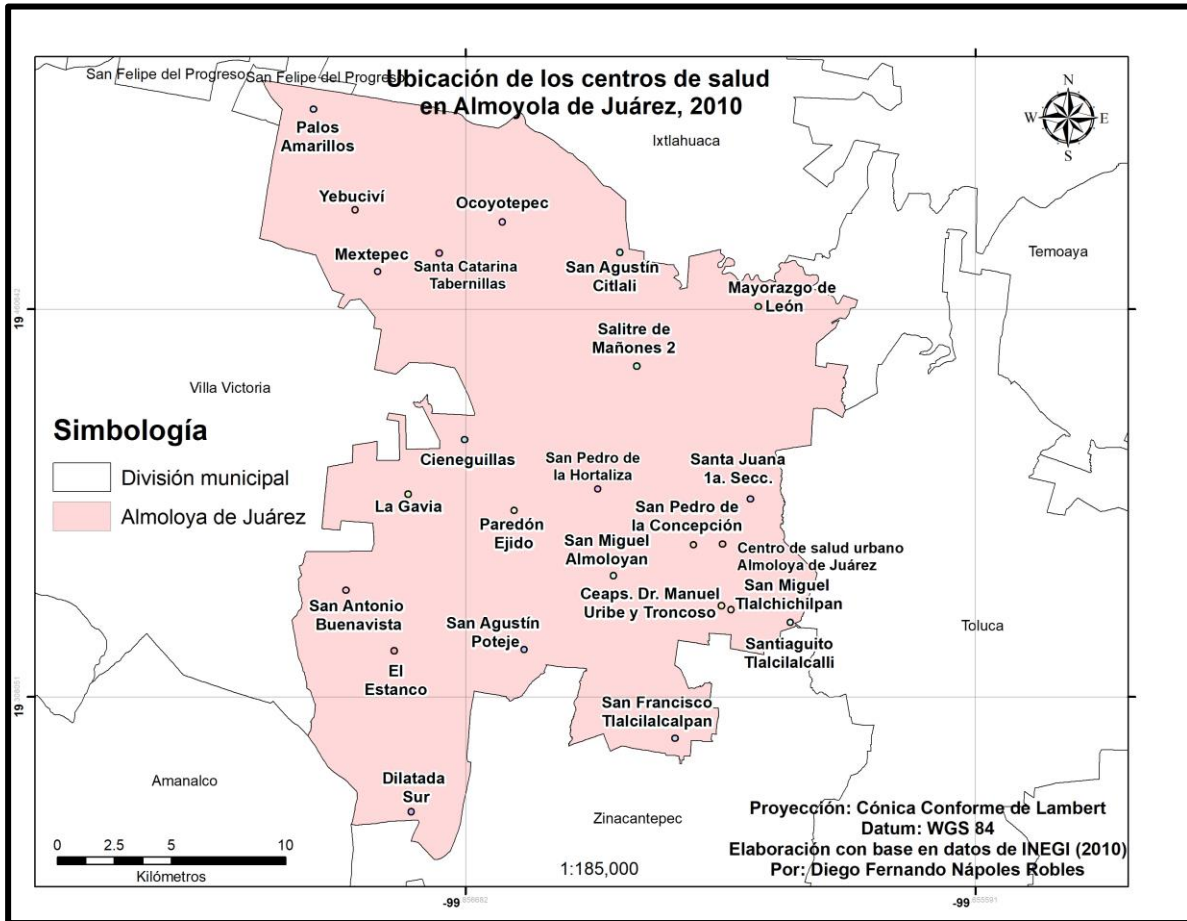 San Felipe del Progreso
San Felipe del Progreso
Ubicación de los centros de salud
en Almoyola de Juárez, 2010
N
W
E
S
Ixtlahuaca
Palos
Amarillos
Yebuciví
Ocoyotepec
Temoaya
Mextepec
Santa Catarina
Tabernillas
San Agustín
Citlali
Mayorazgo de
León
Salitre de
Mañones 2
Villa Victoria
Simbología
División municipal
Almoloya de Juárez
Cieneguillas
San Pedro de
la Hortaliza
Santa Juana
1a. Secc.
La Gavia
Paredón
Ejido
San Pedro de
la Concepción
San Miguel
Almoloyan
Centro de salud urbano
Almoloya de Juárez
Ceaps. Dr. Manuel
Uribe y Troncoso
San Miguel
Tlalchichilpan
San Antonio
Buenavista
San Agustín
Poteje
Santiaguito
Tlalcilalcalli
Toluca
El
Estanco
San Francisco
Tlalcilalcalpan
Amanalco
Dilatada
Sur
Zinacantepec
Proyección: Cónica Conforme de Lambert
Datum: WGS 84
Elaboración con base en datos de INEGI (2010)
Por: Diego Fernando Nápoles Robles
0 2.5 5 10
Kilómetros
1:185,000
19
19
-99
-99